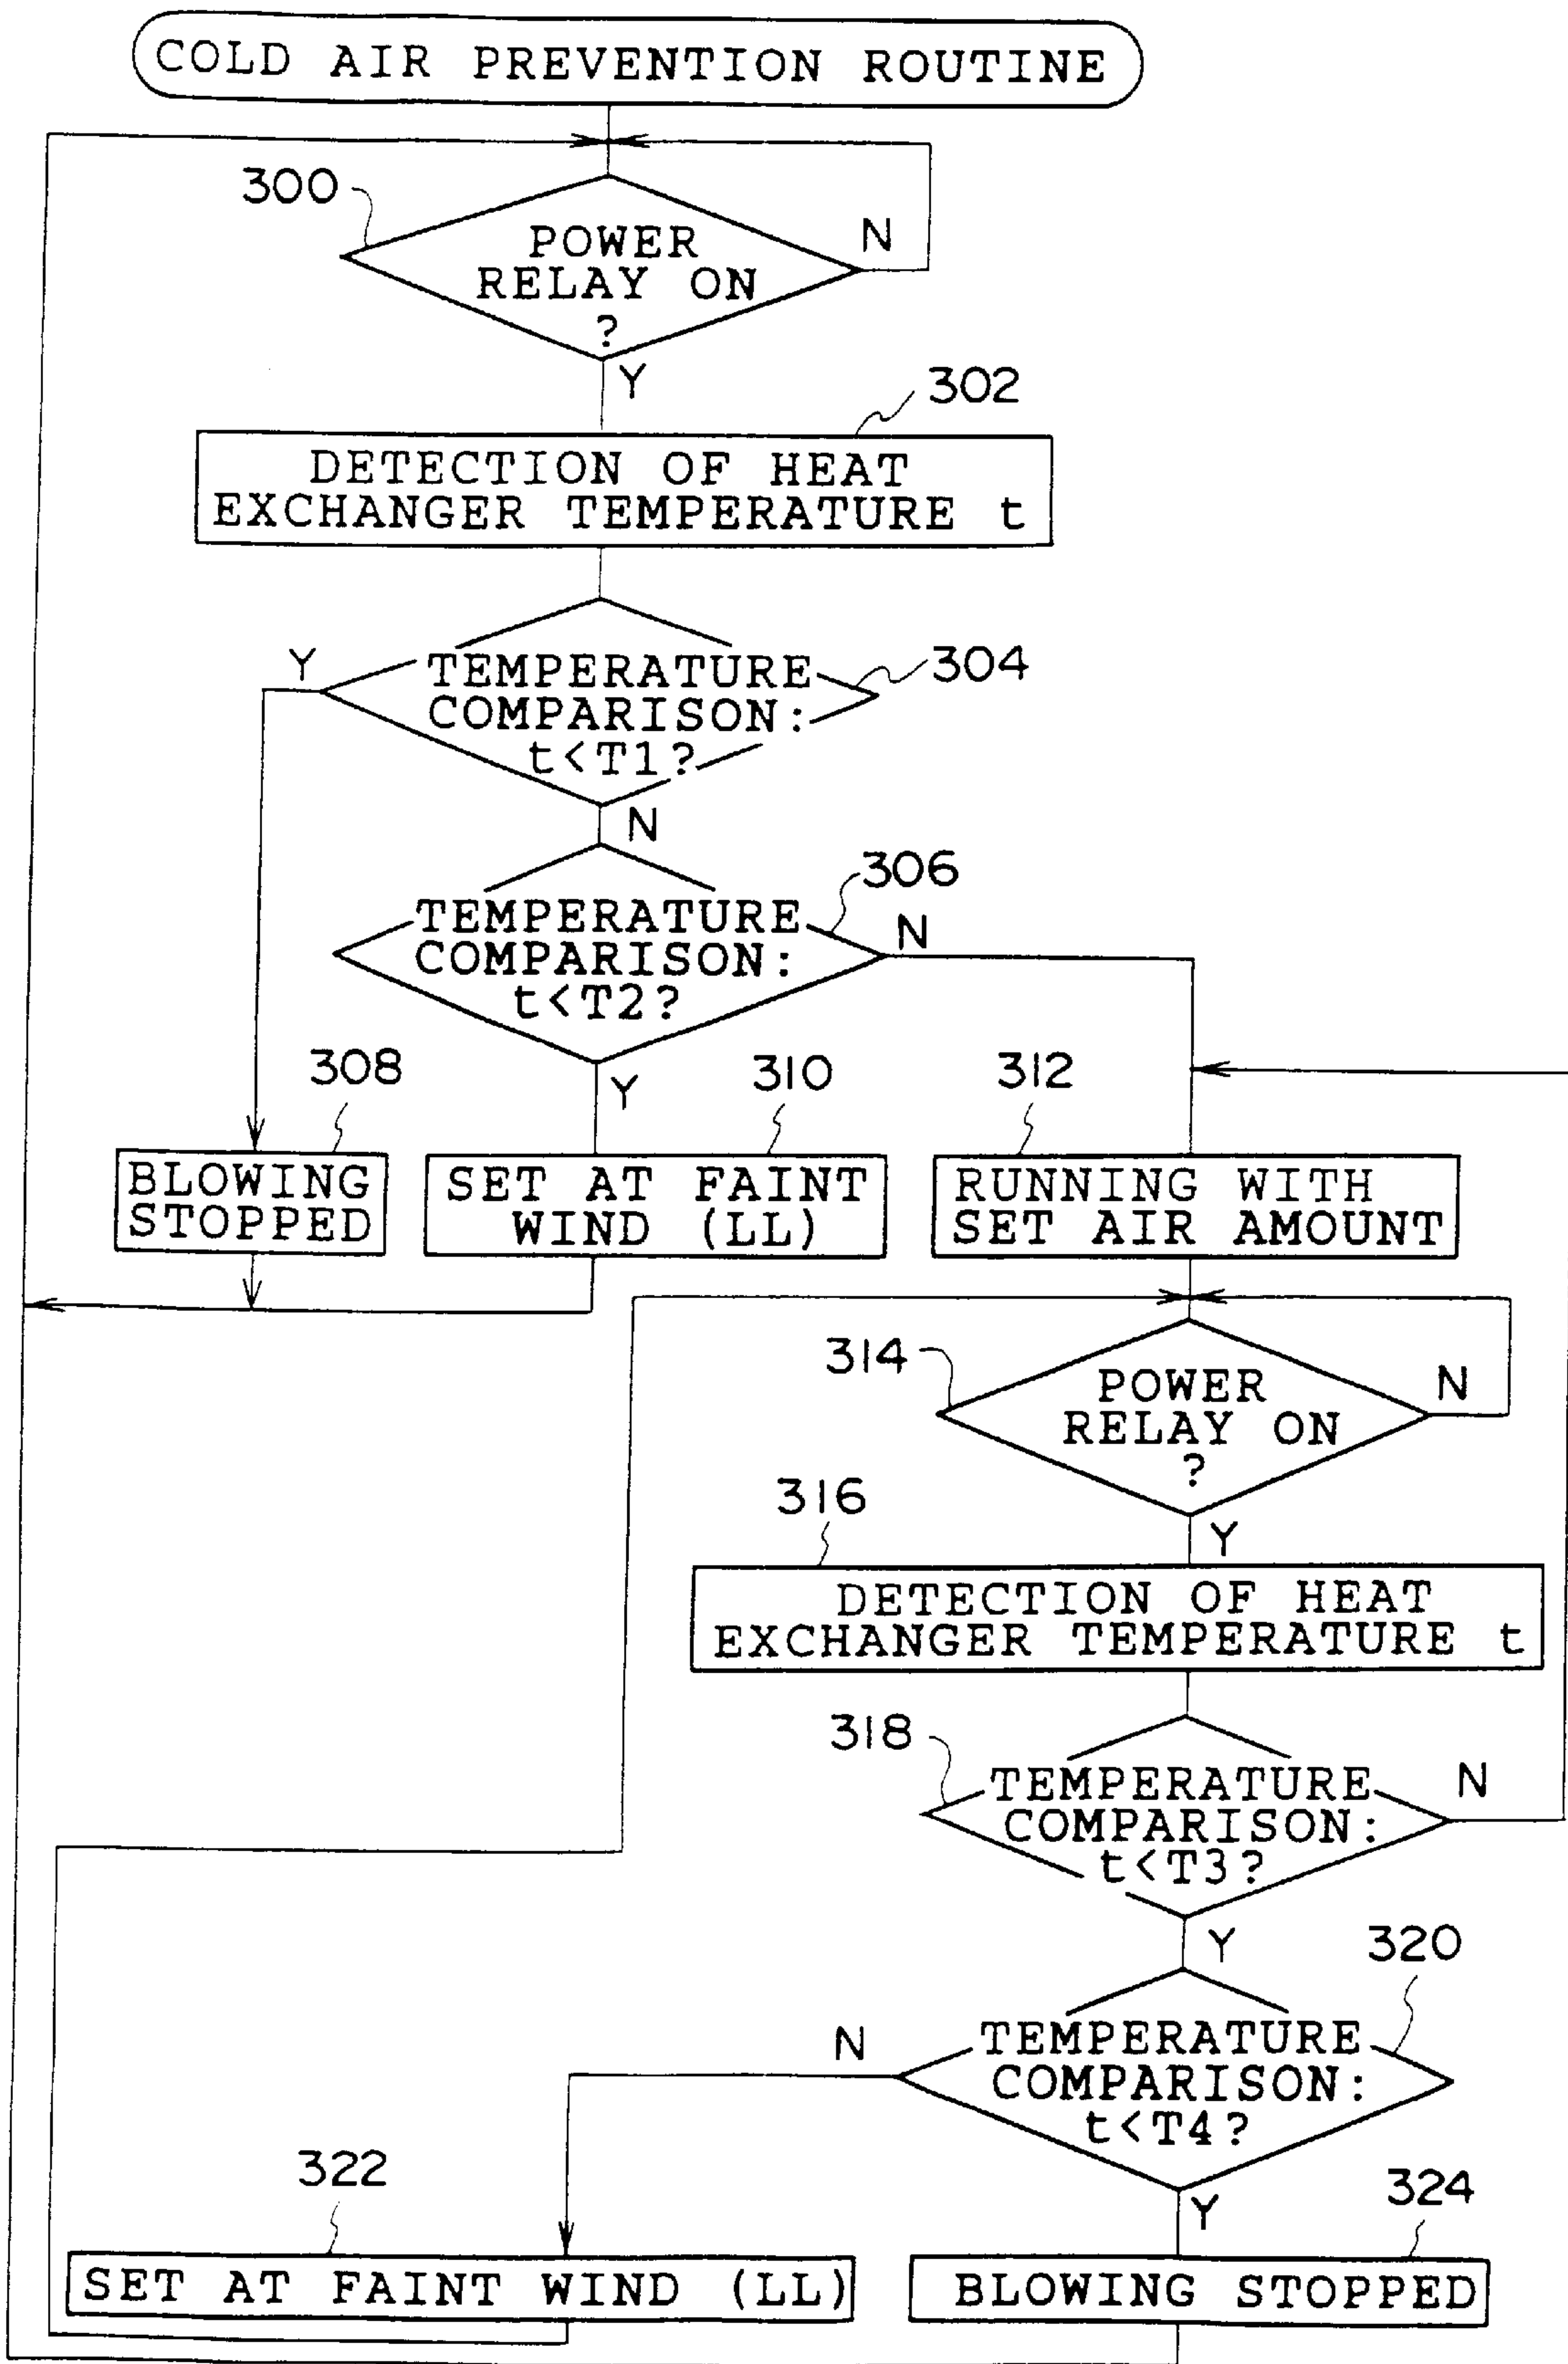 COLD AIR PREVENTION ROUTINE
300
POWER
RELAY ON
?
N
Y
302
DETECTION OF HEAT
EXCHANGER TEMPERATURE t
304
Y
TEMPERATURE
COMPARISON:
t<T1?
N
306
TEMPERATURE
COMPARISON:
t<T2?
N
Y
308
BLOWING
STOPPED
310
SET AT FAINT
WIND (LL)
312
RUNNING WITH
SET AIR AMOUNT
314
POWER
RELAY ON
?
N
Y
316
DETECTION OF HEAT
EXCHANGER TEMPERATURE t
318
TEMPERATURE
COMPARISON:
t<T3?
N
Y
320
TEMPERATURE
COMPARISON:
t<T4?
N
Y
322
SET AT FAINT WIND (LL)
324
BLOWING STOPPED